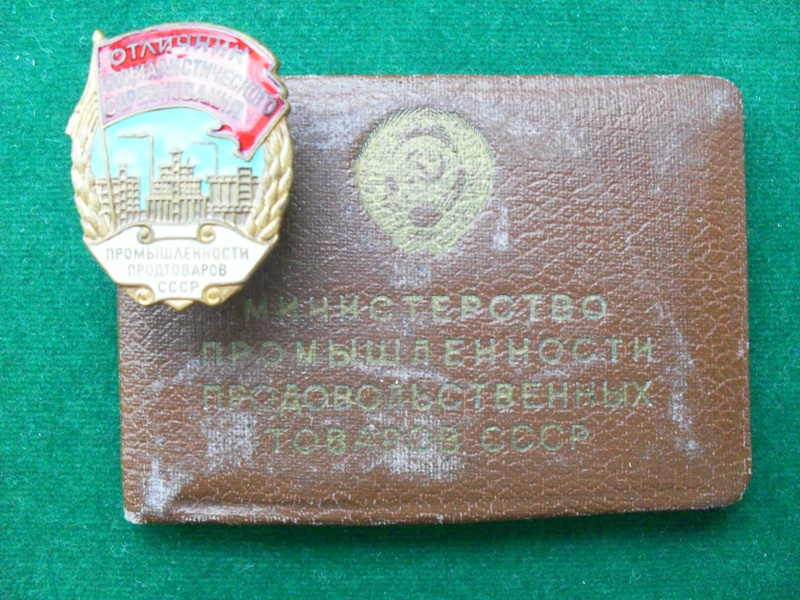 ОТЛИЧНИК
СОЦИАЛИСТИЧЕСКОГО
СОРЕВНОВАНИЯ
ПРОМЫШЛЕННОСТИ
ПРОДТОВАРОВ
СССР
МИНИСТЕРСТВО
ПРОМЫШЛЕННОСТИ
ПРОДОВОЛЬСТВЕННЫХ
ТОВАРОВ СССР